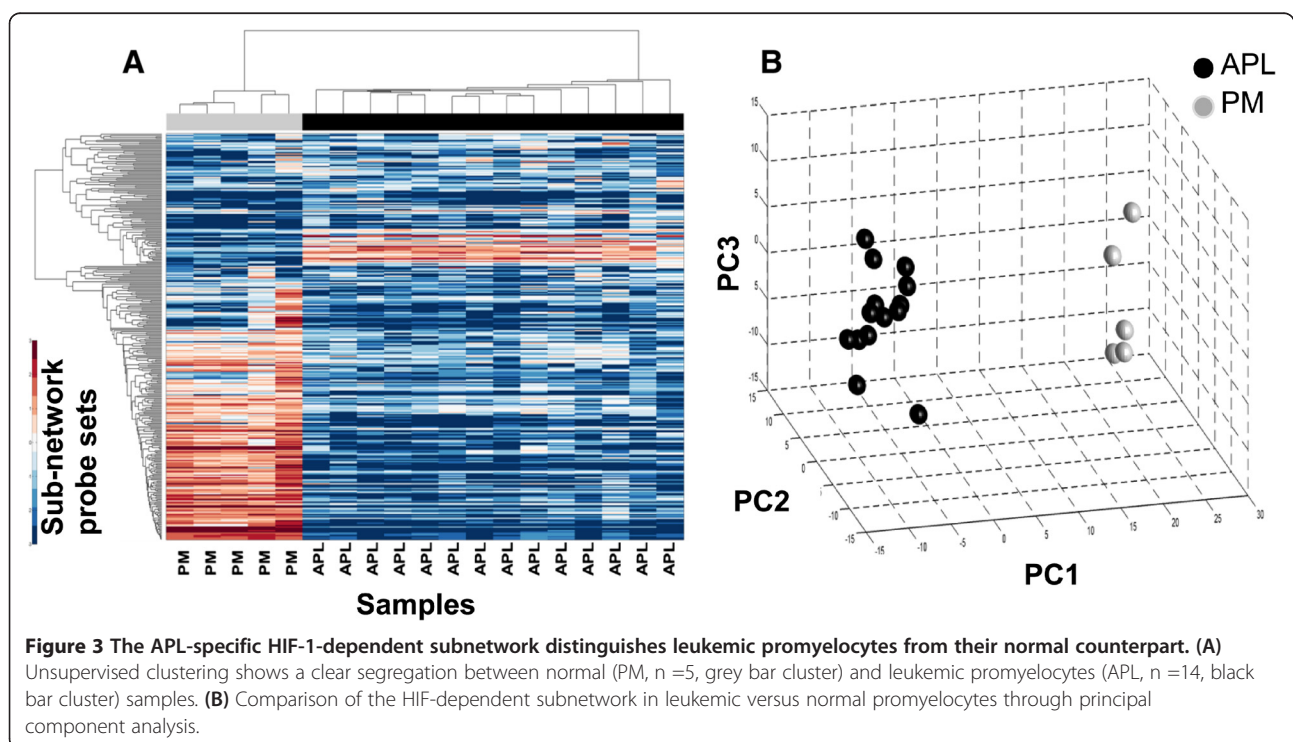 A
B
APL
PM
Sub-network
probe sets
PM PM PM PM PM APL APL APL APL APL APL APL APL APL APL APL APL APL APL
Samples
15
10
5
0
5
-10
-15
PC3
15
10
5
0
-5
-10
-15
PC2
-15 -10 -5 0 5 10 15 20 25 30
PC1
Figure 3 The APL-specific HIF-1-dependent subnetwork distinguishes leukemic promyelocytes from their normal counterpart. (A)
Unsupervised clustering shows a clear segregation between normal (PM, n =5, grey bar cluster) and leukemic promyelocytes (APL, n =14, black
bar cluster) samples. (B) Comparison of the HIF-dependent subnetwork in leukemic versus normal promyelocytes through principal
component analysis.